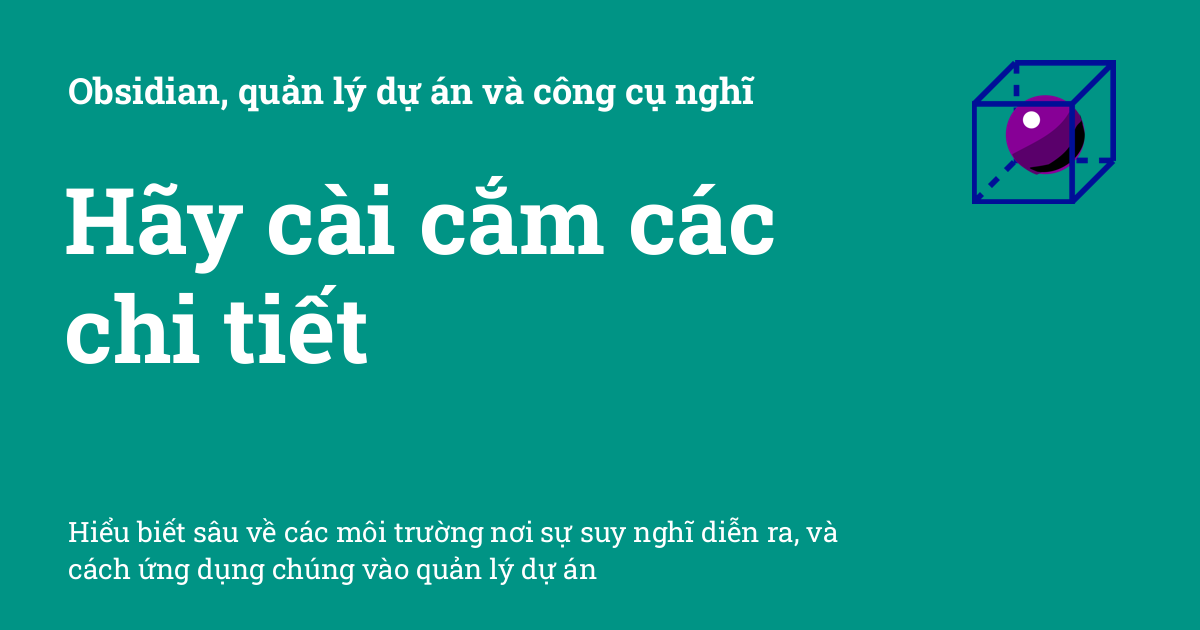 Obsidian, quản lý dự án và công cụ nghĩ
Hãy cài cắm các
chi tiết
Hiểu biết sâu về các môi trường nơi sự suy nghĩ diễn ra, và
cách ứng dụng chúng vào quản lý dự án